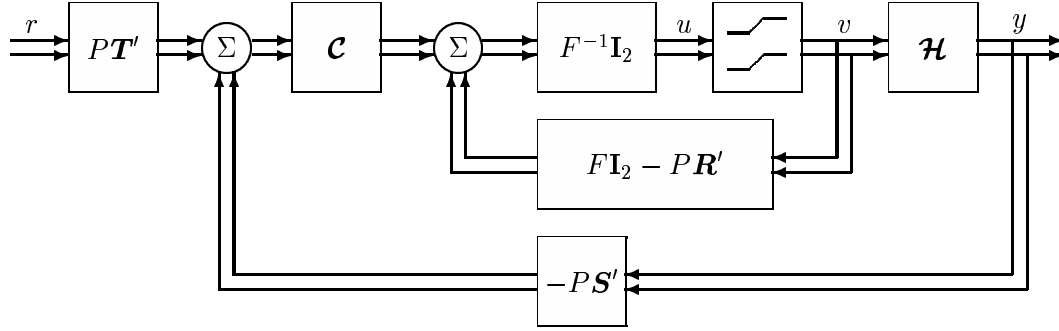 r
PT′
Σ
C
Σ
F⁻¹I₂
u
v
H
y
FI₂ − PR′
−PS′